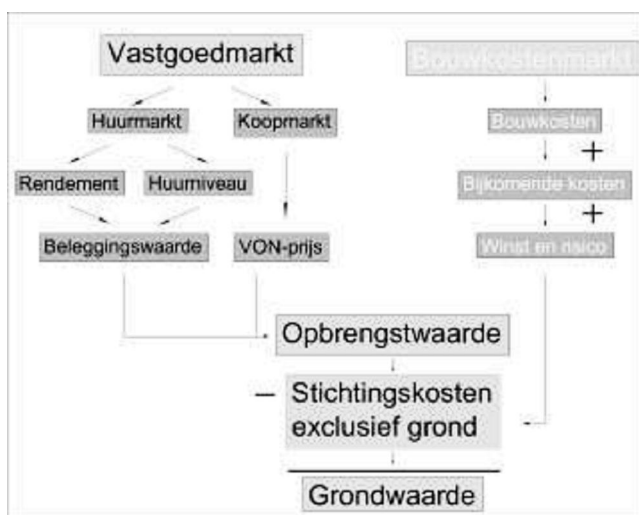 Vastgoedmarkt
Bouwkostenmarkt
Huurmarkt
Koopmarkt
Bouwkosten
+
Rendement
Huurniveau
Bijkomende kosten
+
Beleggingswaarde
VON-prijs
Winst en risico
Opbrengstwaarde
– Stichtingskosten
exclusief grond
Grondwaarde